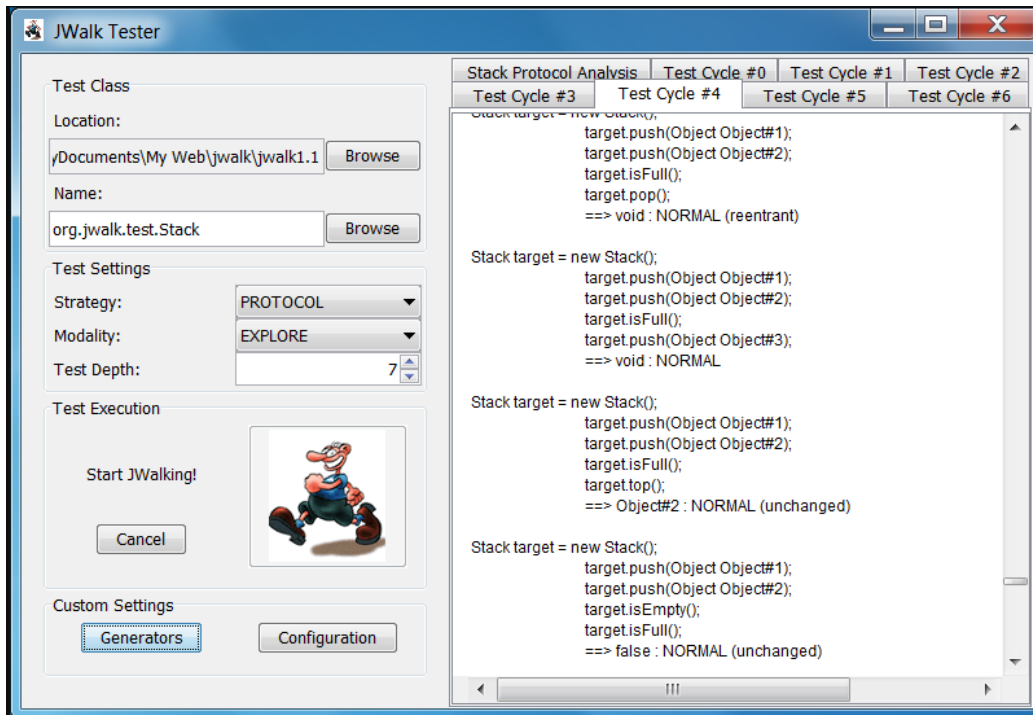 JWalk Tester
Test Class
Location:
yDocuments\My Web\jwalk\jwalk1.1
Browse
Name:
org.jwalk.test.Stack
Browse
Test Settings
Strategy:
PROTOCOL
Modality:
EXPLORE
Test Depth:
7
Test Execution
Start JWalking!
Cancel
Custom Settings
Generators
Configuration
Stack Protocol Analysis
Test Cycle #0
Test Cycle #1
Test Cycle #2
Test Cycle #3
Test Cycle #4
Test Cycle #5
Test Cycle #6
Stack target = new Stack();
target.push(Object Object#1);
target.push(Object Object#2);
target.isFull();
target.pop();
==> void : NORMAL (reentrant)
Stack target = new Stack();
target.push(Object Object#1);
target.push(Object Object#2);
target.isFull();
target.push(Object Object#3);
==> void : NORMAL
Stack target = new Stack();
target.push(Object Object#1);
target.push(Object Object#2);
target.isFull();
target.top();
==> Object#2 : NORMAL (unchanged)
Stack target = new Stack();
target.push(Object Object#1);
target.push(Object Object#2);
target.isEmpty();
target.isFull();
==> false : NORMAL (unchanged)